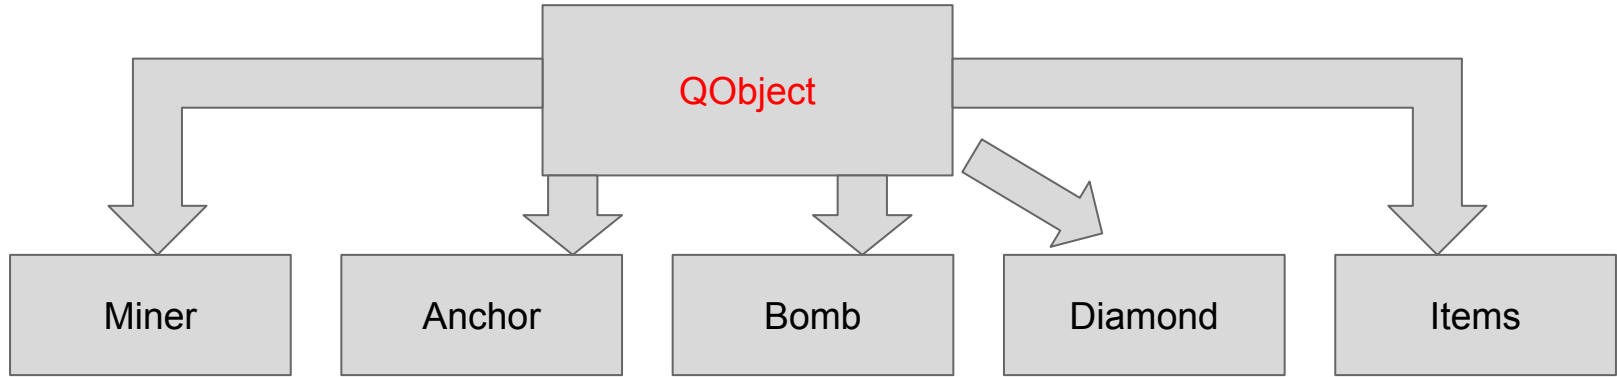 QObject
Miner
Anchor
Bomb
Diamond
Items